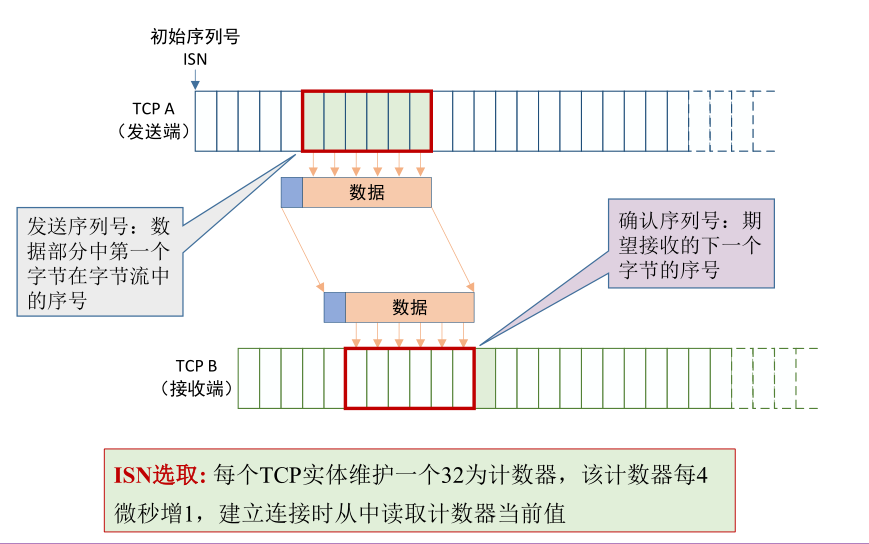 初始序列号
ISN
TCP A
（发送端）
数据
发送序列号：数
据部分中第一个
字节在字节流中
的序号
确认序列号：期
望接收的下一个
字节的序号
数据
TCP B
（接收端）
ISN选取: 每个TCP实体维护一个32为计数器，该计数器每4
微秒增1，建立连接时从中读取计数器当前值